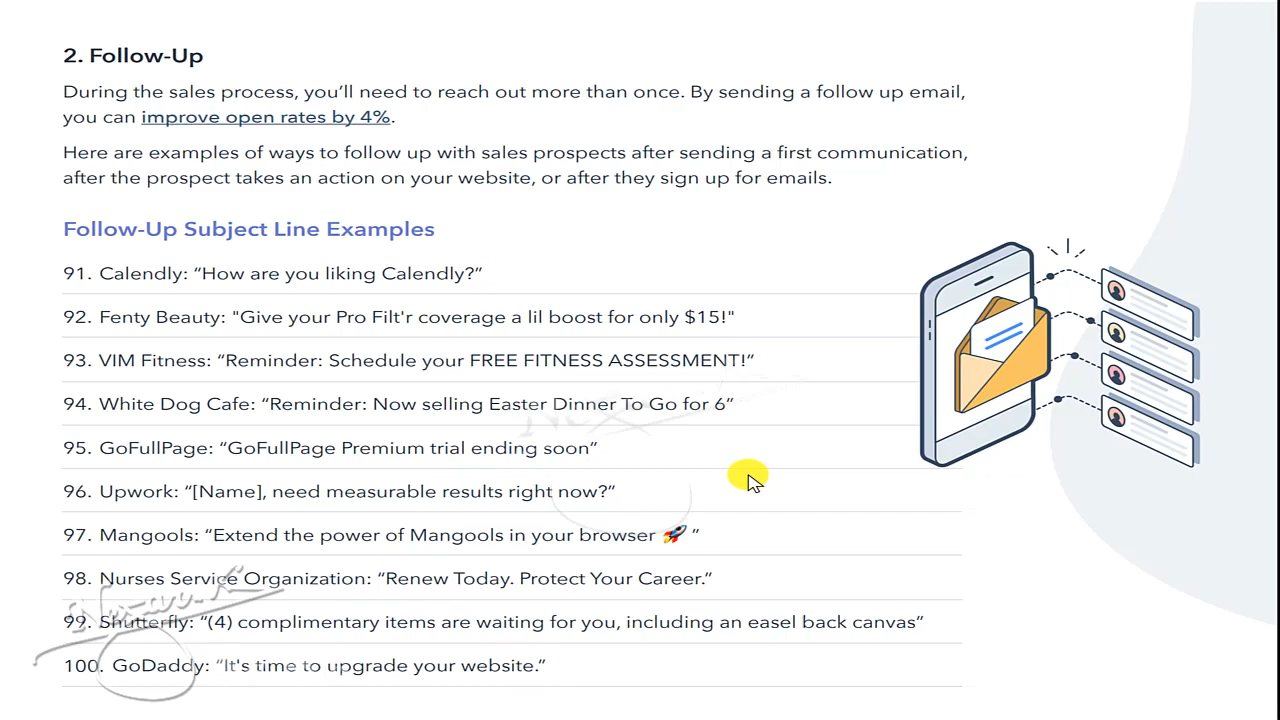 2. Follow-Up
During the sales process, you’ll need to reach out more than once. By sending a follow up email,
you can improve open rates by 4%.
Here are examples of ways to follow up with sales prospects after sending a first communication,
after the prospect takes an action on your website, or after they sign up for emails.
Follow-Up Subject Line Examples
91. Calendly: “How are you liking Calendly?”
92. Fenty Beauty: "Give your Pro Filt'r coverage a lil boost for only $15!"
93. VIM Fitness: “Reminder: Schedule your FREE FITNESS ASSESSMENT!”
94. White Dog Cafe: “Reminder: Now selling Easter Dinner To Go for 6”
95. GoFullPage: “GoFullPage Premium trial ending soon”
96. Upwork: “[Name], need measurable results right now?”
97. Mangools: “Extend the power of Mangools in your browser 🚀 ”
98. Nurses Service Organization: “Renew Today. Protect Your Career.”
99. Shutterfly: “(4) complimentary items are waiting for you, including an easel back canvas”
100. GoDaddy: “It's time to upgrade your website.”